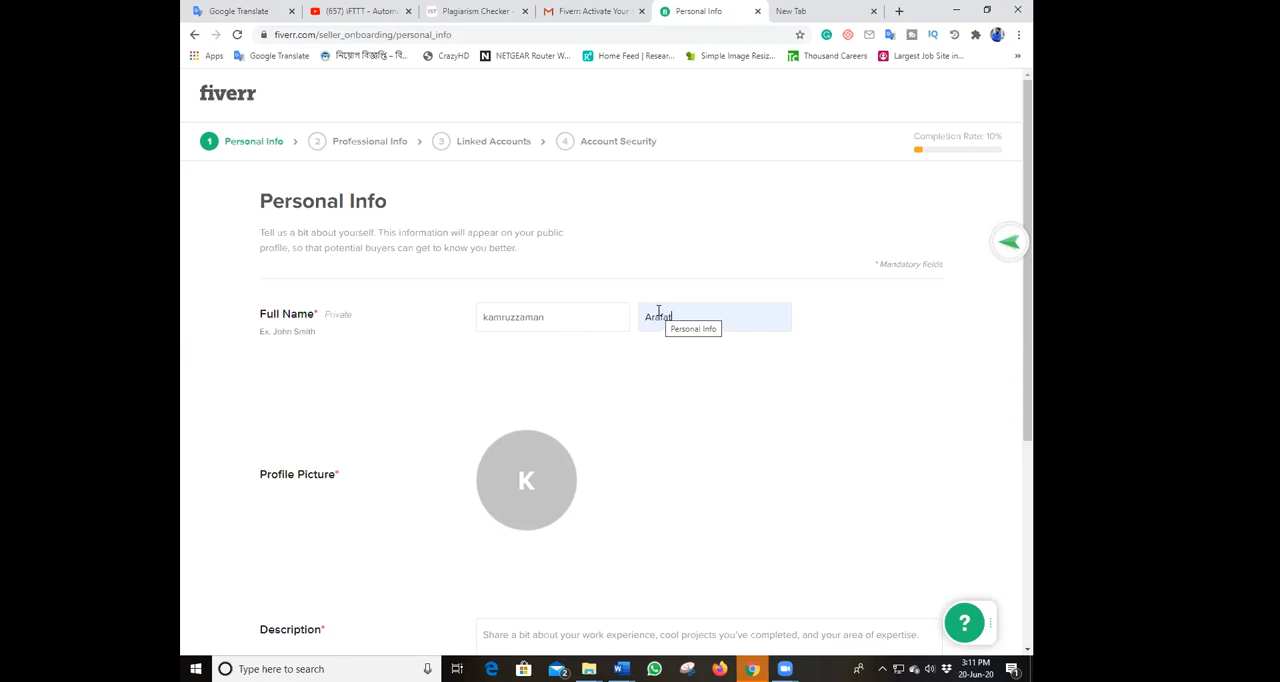 Google Translate
(657) IFTTT - Autom
Plagiarism Checker -
Fiverr: Activate Your
Personal Info
New Tab
fiverr.com/seller_onboarding/personal_info
Apps
Google Translate
নিয়োগ বিজ্ঞপ্তি – বি...
CrazyHD
NETGEAR Router W...
Home Feed | Resear...
Simple Image Resiz...
Thousand Careers
Largest Job Site in...
»
fiverr
1 Personal Info > 2 Professional Info > 3 Linked Accounts > 4 Account Security
Completion Rate: 10%
Personal Info
Tell us a bit about yourself. This information will appear on your public
profile, so that potential buyers can get to know you better.
* Mandatory fields
Full Name* Private
Ex. John Smith
kamruzzaman
Arafat
Personal Info
Profile Picture*
K
Description*
Share a bit about your work experience, cool projects you've completed, and your area of expertise.
?
Type here to search
2
3:11 PM
20-Jun-20
1